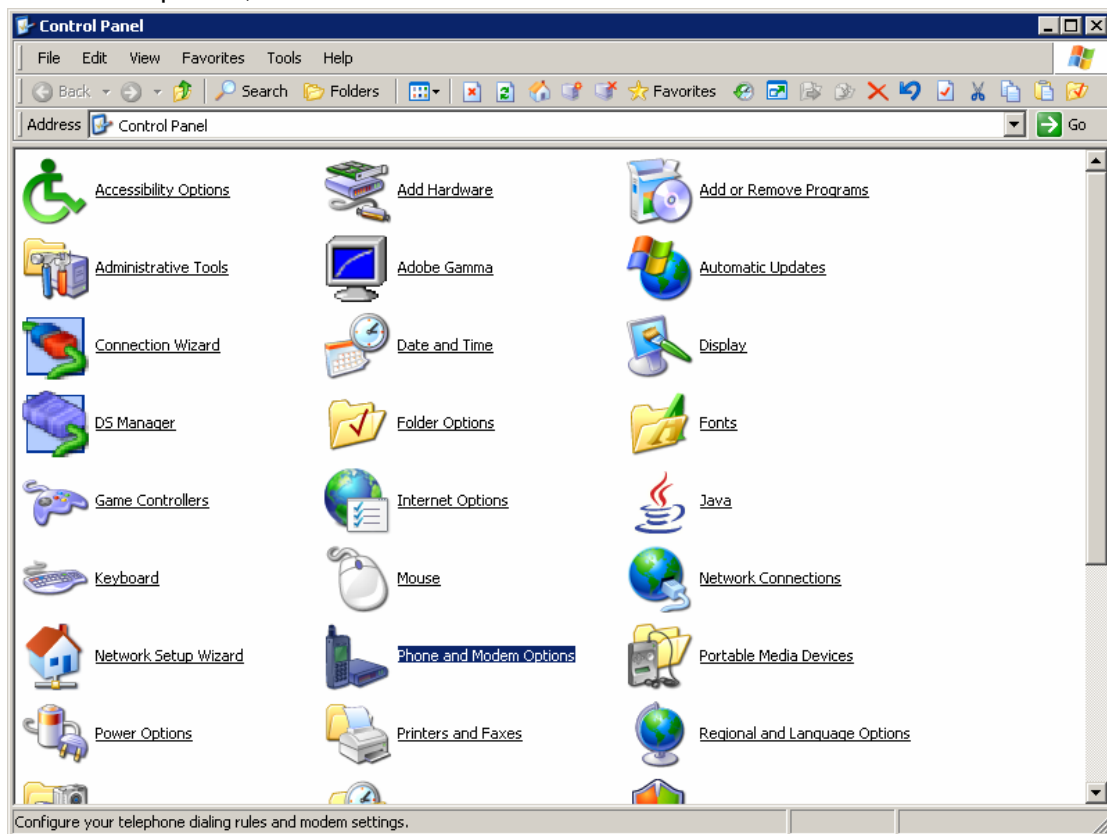 Control Panel
File Edit View Favorites Tools Help
Back Search Folders Favorites
Address Control Panel Go
Accessibility Options Add Hardware Add or Remove Programs
Administrative Tools Adobe Gamma Automatic Updates
Connection Wizard Date and Time Display
DS Manager Folder Options Fonts
Game Controllers Internet Options Java
Keyboard Mouse Network Connections
Network Setup Wizard Phone and Modem Options Portable Media Devices
Power Options Printers and Faxes Regional and Language Options
Configure your telephone dialing rules and modem settings.